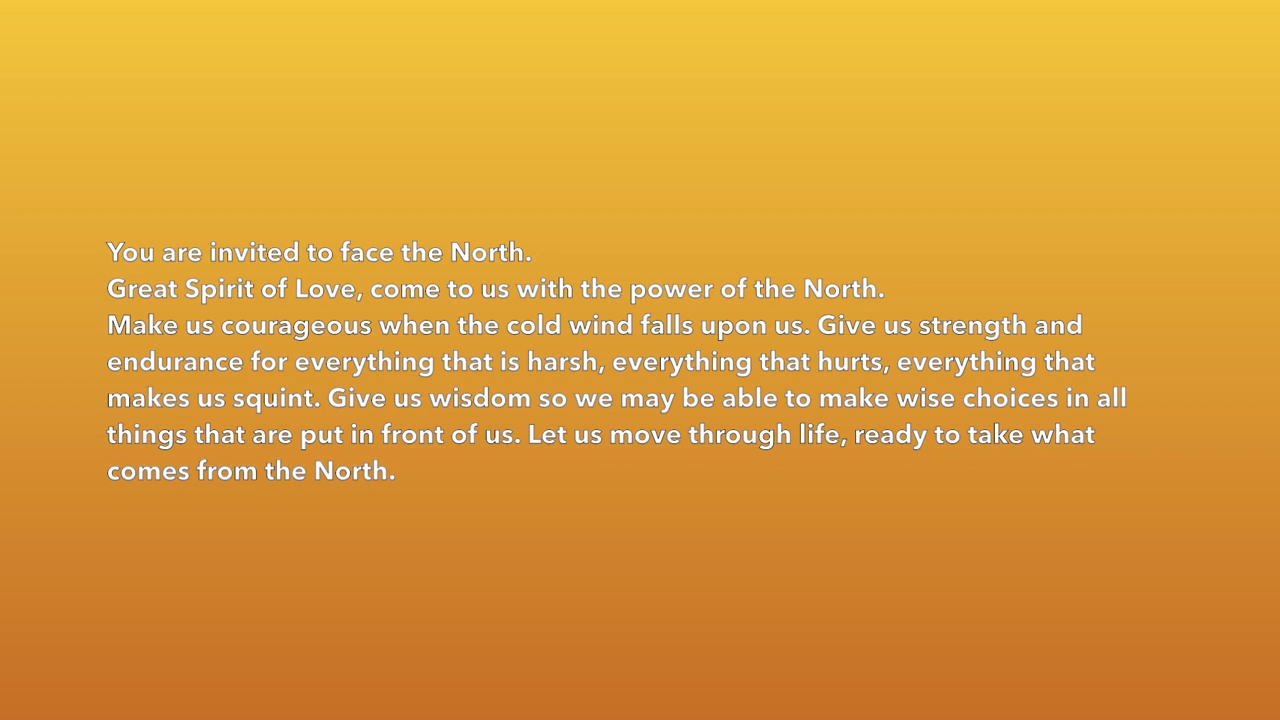 You are invited to face the North.
Great Spirit of Love, come to us with the power of the North.
Make us courageous when the cold wind falls upon us. Give us strength and
endurance for everything that is harsh, everything that hurts, everything that
makes us squint. Give us wisdom so we may be able to make wise choices in all
things that are put in front of us. Let us move through life, ready to take what
comes from the North.